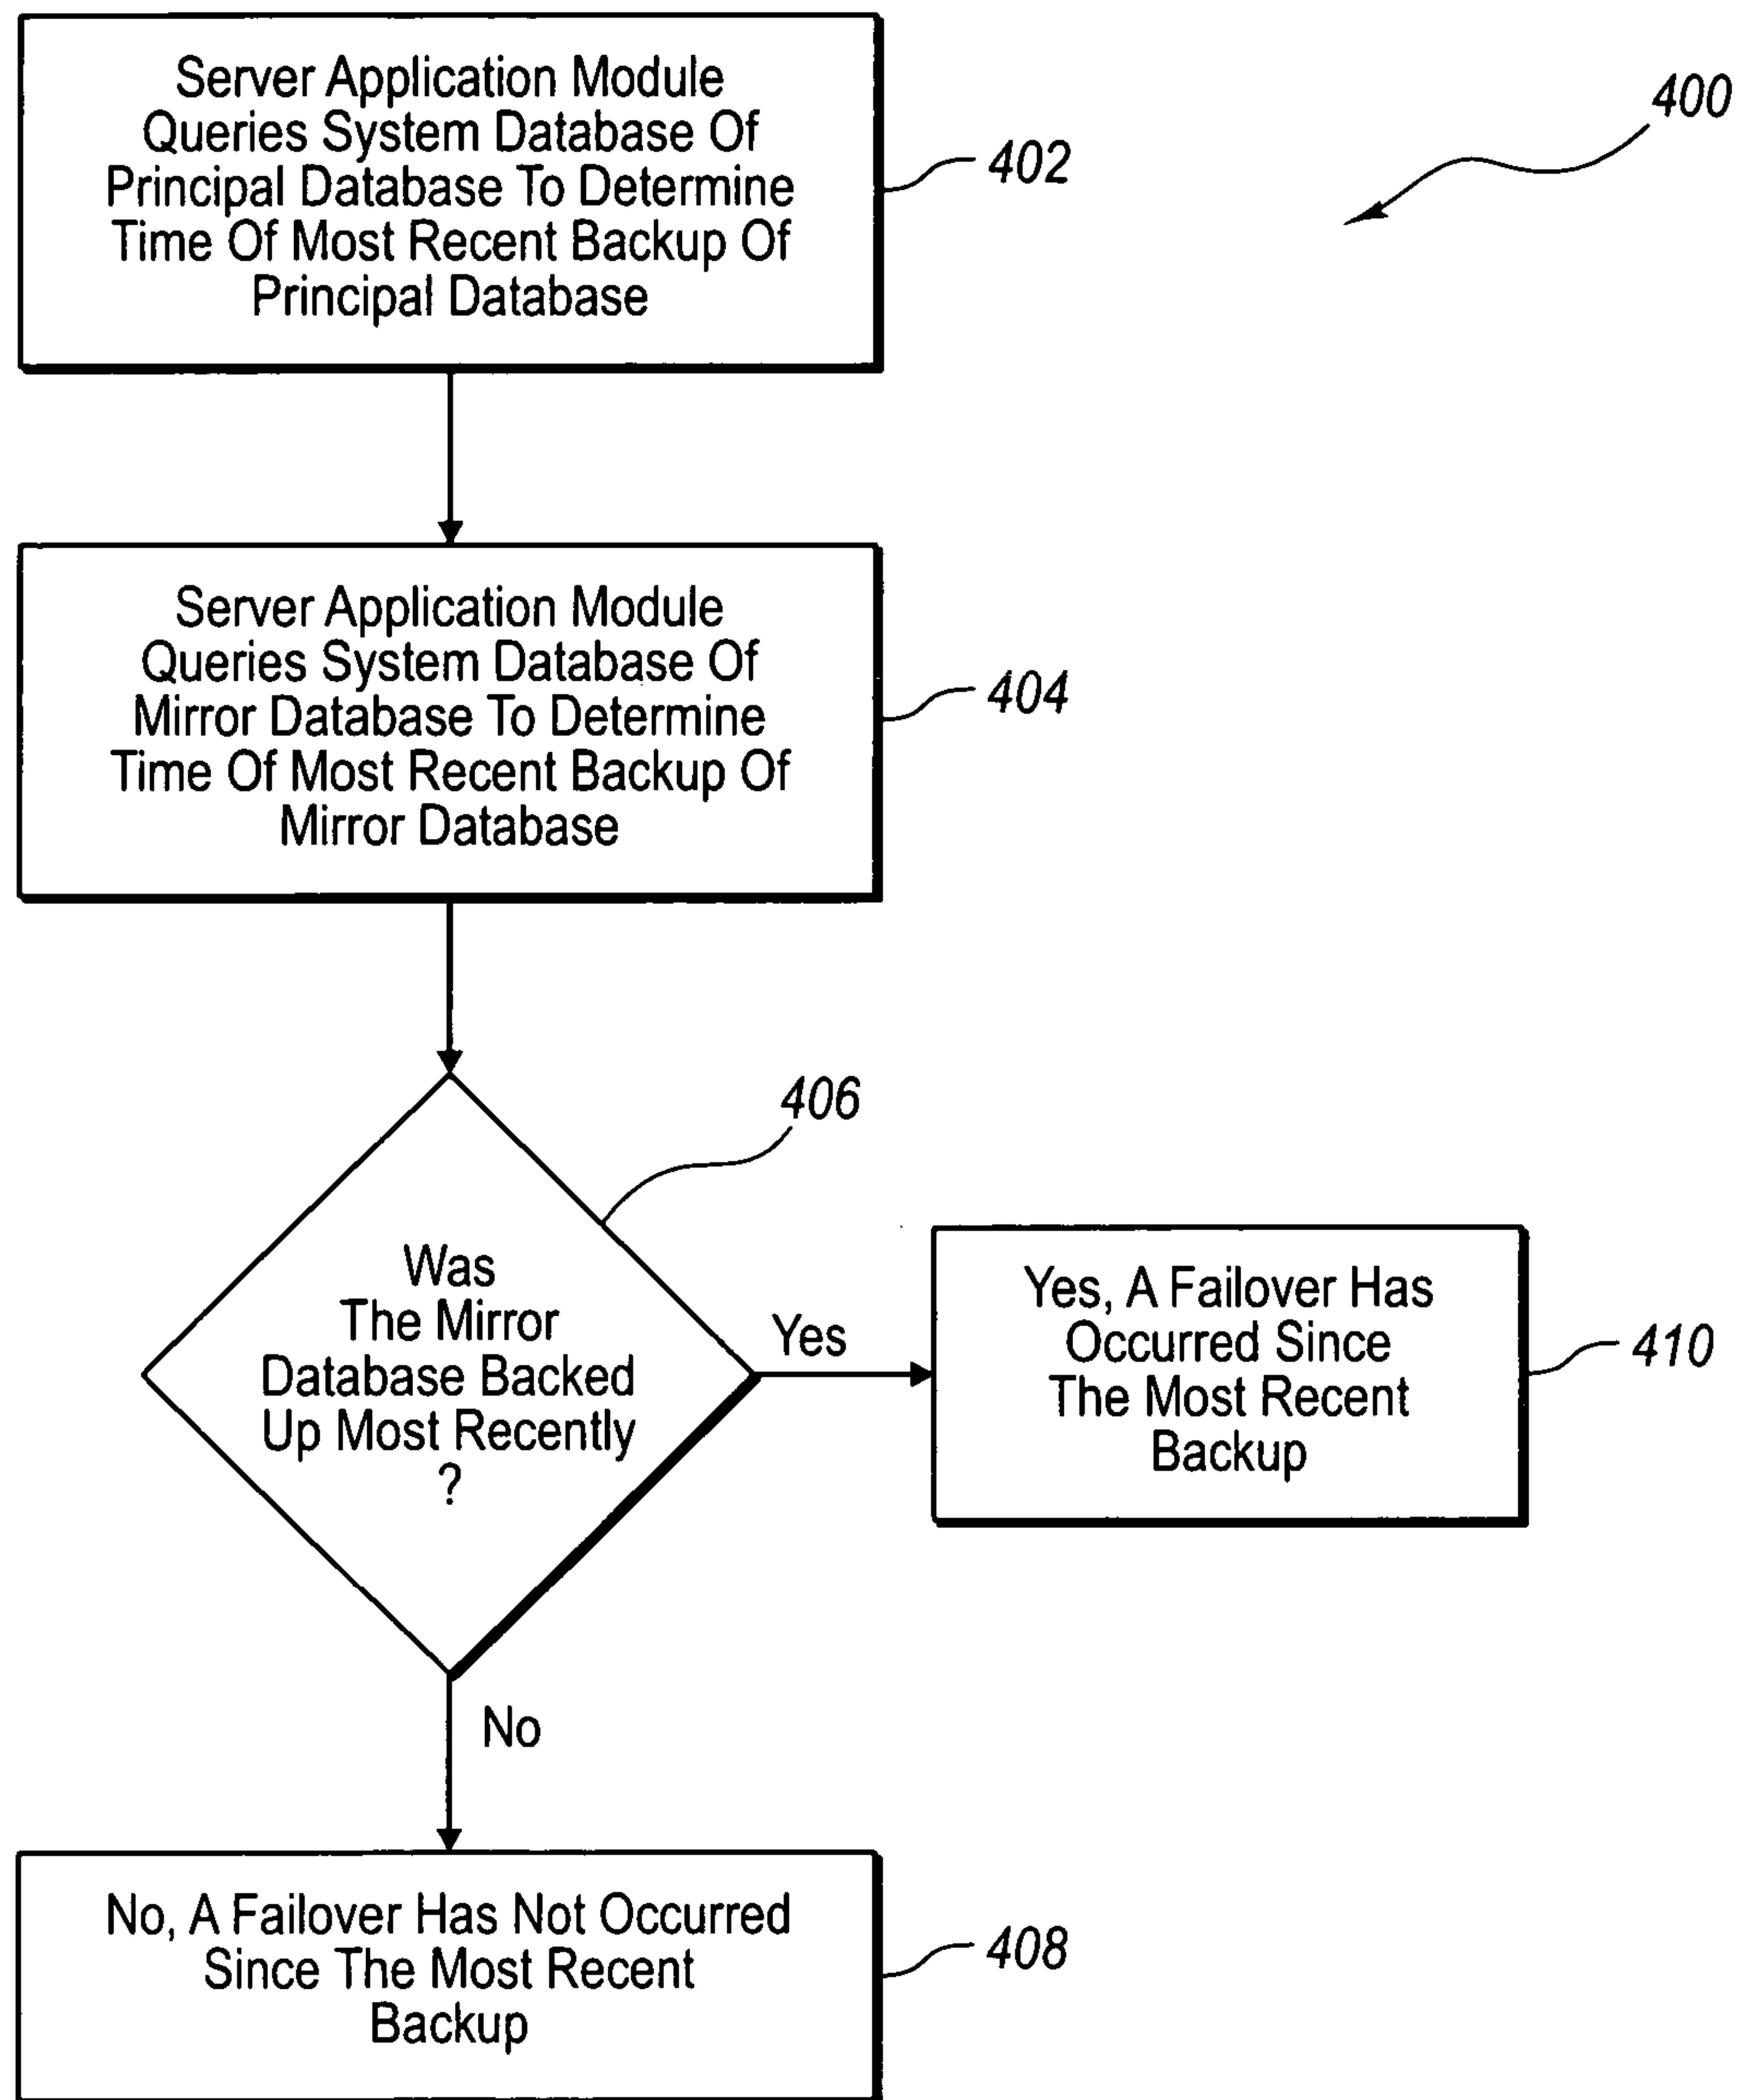 Server Application Module
Queries System Database Of
Principal Database To Determine
Time Of Most Recent Backup Of
Principal Database
402
400
Server Application Module
Queries System Database Of
Mirror Database To Determine
Time Of Most Recent Backup Of
Mirror Database
404
406
Was
The Mirror
Database Backed
Up Most Recently
?
Yes
Yes, A Failover Has
Occurred Since
The Most Recent
Backup
410
No
No, A Failover Has Not Occurred
Since The Most Recent
Backup
408